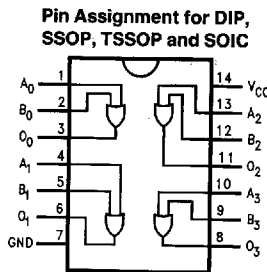 Pin Assignment for DIP,
SSOP, TSSOP and SOIC
A0 1
B0 2
O0 3
A1 4
B1 5
O1 6
GND 7
14 VCC
13 A2
12 B2
11 O2
10 A3
9 B3
8 O3